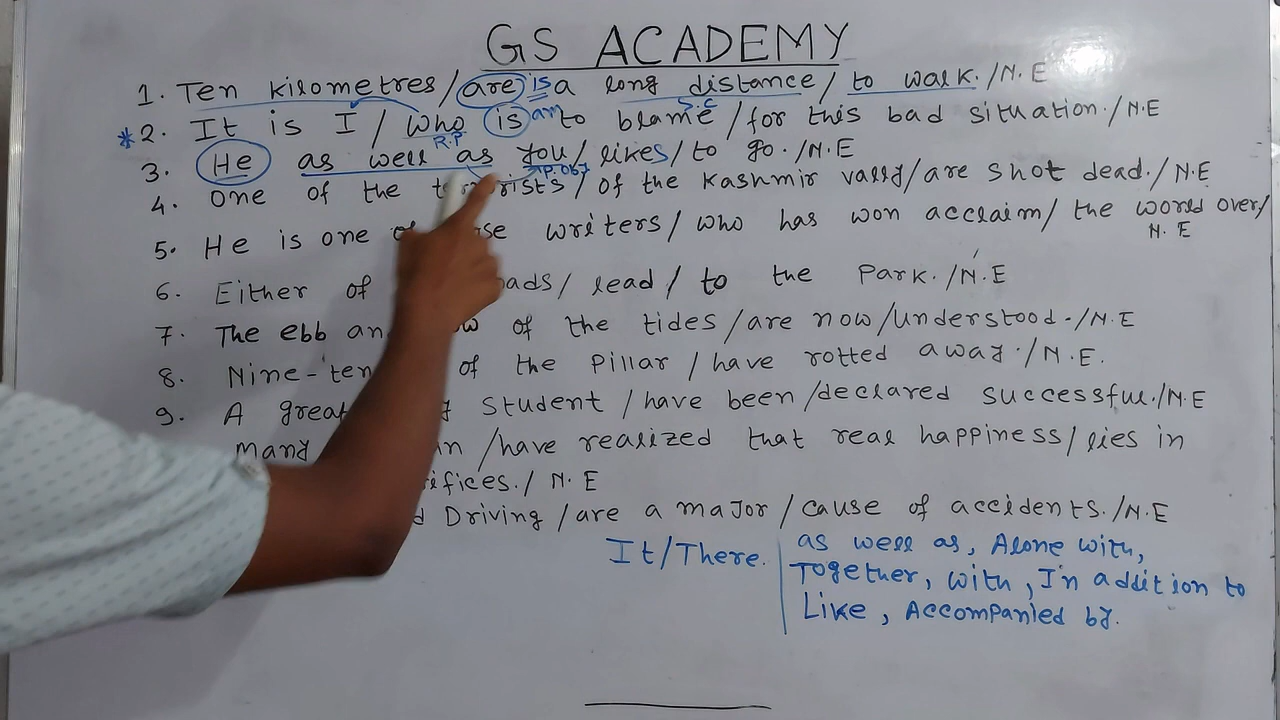 GS ACADEMY
1. Ten kilometres / are is a long distance / to walk. / N.E
*2. It is I / who is am to blame / for this bad situation. / N.E
S.C
R.P
3. He as well as you / likes / to go. / N.E
P. obj
4. One of the / of the Kashmir vally / are shot dead. / N.E
5. He is one writers / who has won acclaim / the world over /
N. E
6. Either of / lead / to the Park. / N.E
7. The ebb an of the tides / are now / understood. / N.E
8. Nine-ten of the Pillar / have rotted away. / N.E.
9. A great student / have been / declared successful. / N.E
many / have realized that real happiness / lies in
ifices. / N.E
Driving / are a major / cause of accidents. / N.E
It/There.
as well as, Alone with,
Together, with, In addition to
Like, Accompanied by.